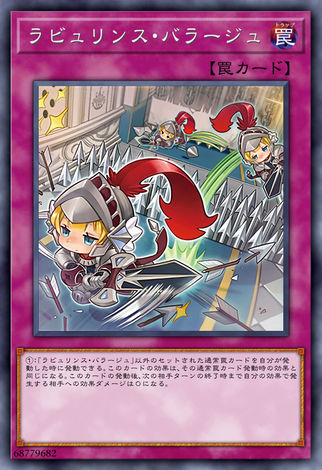 ラビュリンス・バラージュ
トラップ
罠
【罠カード】
①:「ラビュリンス・バラージュ」以外のセットされた通常罠カードを自分が発
動した時に発動できる。このカードの効果は、その通常罠カード発動時の効果と
同じになる。このカードの発動後、次の相手ターンの終了時まで自分の効果で発
生する相手への効果ダメージは0になる。
68779682